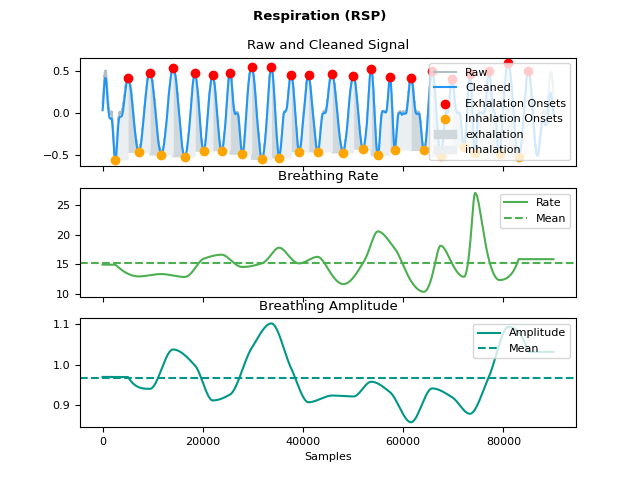 Respiration (RSP)
Raw and Cleaned Signal
0.5
0.0
−0.5
Raw
Cleaned
Exhalation Onsets
Inhalation Onsets
exhalation
inhalation
Breathing Rate
25
20
15
10
Rate
Mean
Breathing Amplitude
1.1
1.0
0.9
Amplitude
Mean
0 20000 40000 60000 80000
Samples